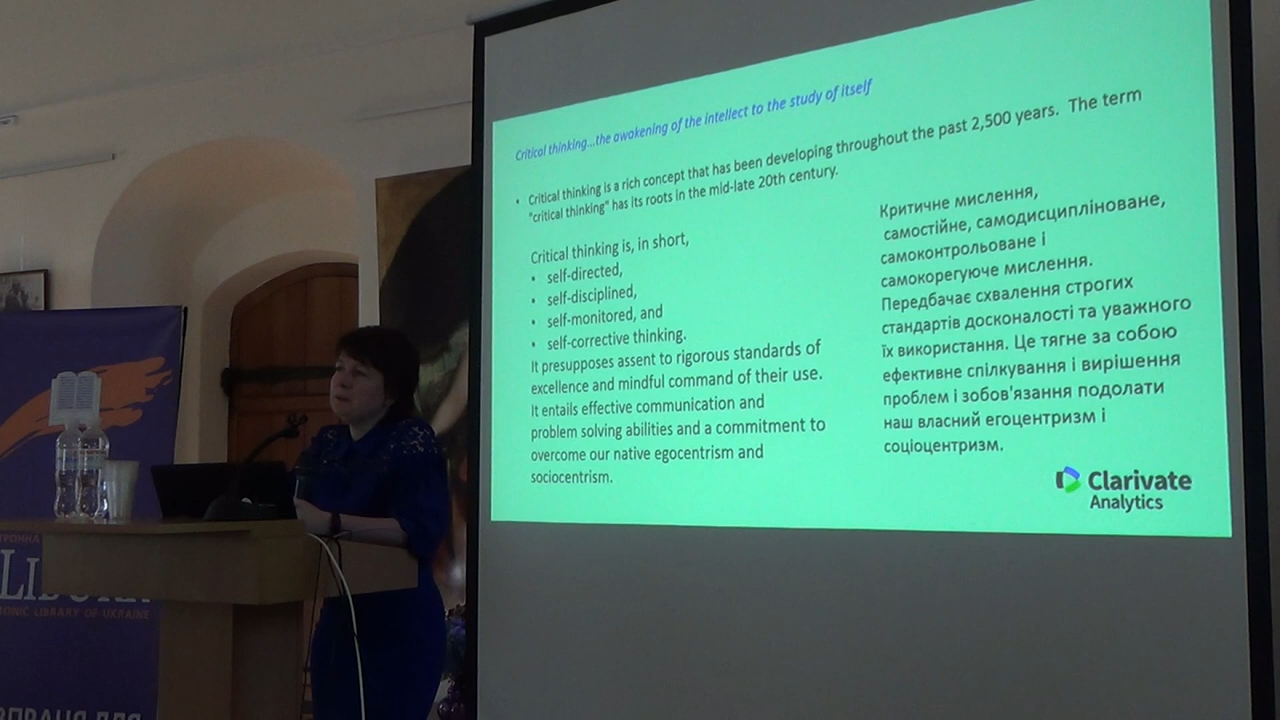 Critical thinking...the awakening of the intellect to the study of itself
• Critical thinking is a rich concept that has been developing throughout the past 2,500 years. The term
"critical thinking" has its roots in the mid-late 20th century.
Critical thinking is, in short,
• self-directed,
• self-disciplined,
• self-monitored, and
• self-corrective thinking.
It presupposes assent to rigorous standards of
excellence and mindful command of their use.
It entails effective communication and
problem solving abilities and a commitment to
overcome our native egocentrism and
sociocentrism.
Критичне мислення,
самостійне, самодисципліноване,
самоконтрольоване і
самокорегуюче мислення.
Передбачає схвалення строгих
стандартів досконалості та уважного
їх використання. Це тягне за собою
ефективне спілкування і вирішення
проблем і зобов'язання подолати
наш власний егоцентризм і
соціоцентризм.
Clarivate
Analytics
LIBRARY OF UKRAINE